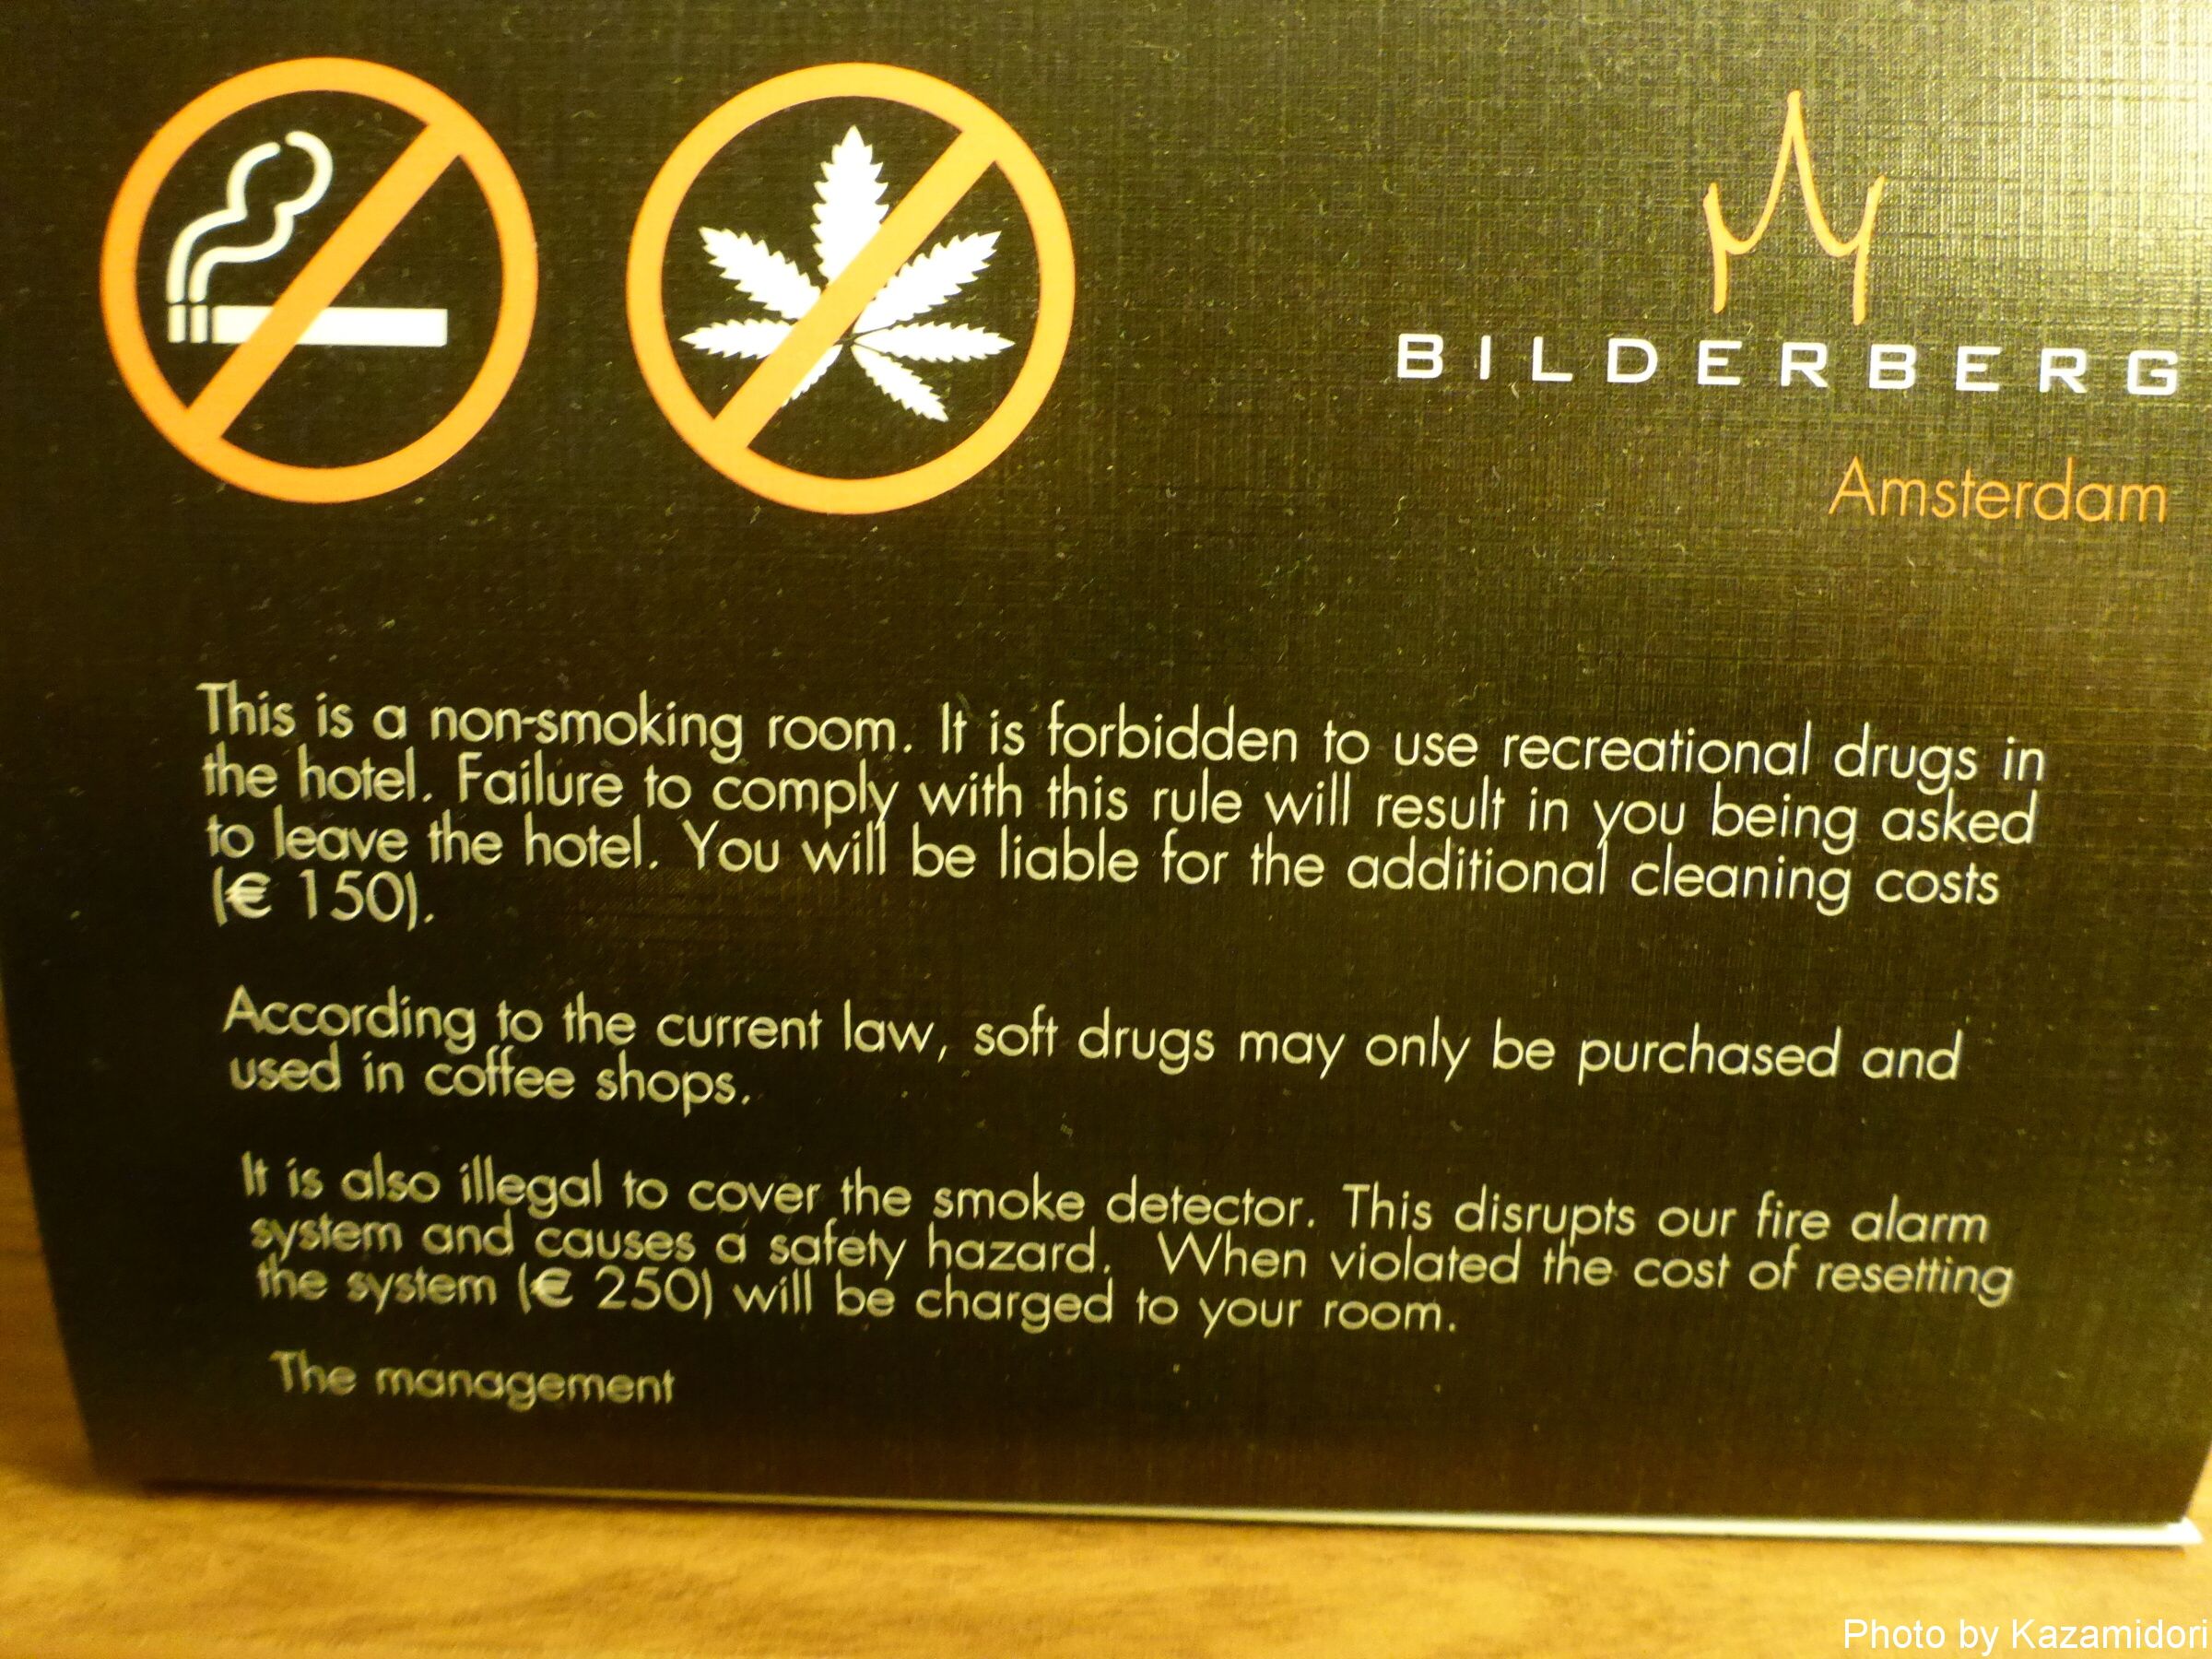 BILDERBERG
Amsterdam
This is a non-smoking room. It is forbidden to use recreational drugs in
the hotel. Failure to comply with this rule will result in you being asked
to leave the hotel. You will be liable for the additional cleaning costs
(€ 150).
According to the current law, soft drugs may only be purchased and
used in coffee shops.
It is also illegal to cover the smoke detector. This disrupts our fire alarm
system and causes a safety hazard.  When violated the cost of resetting
the system (€ 250) will be charged to your room.
The management
Photo by Kazamidori